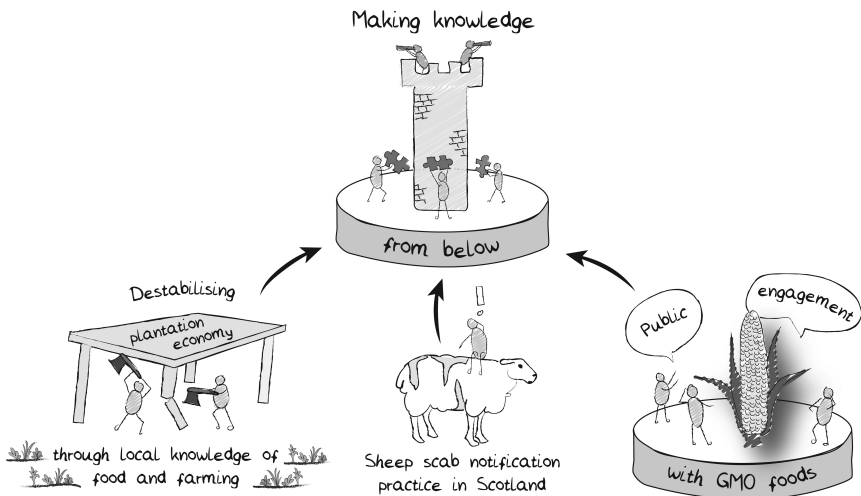 Making knowledge
from below
Destabilising
plantation
economy
through local knowledge of
food and farming
!
Sheep scab notification
practice in Scotland
Public
engagement
with GMO foods